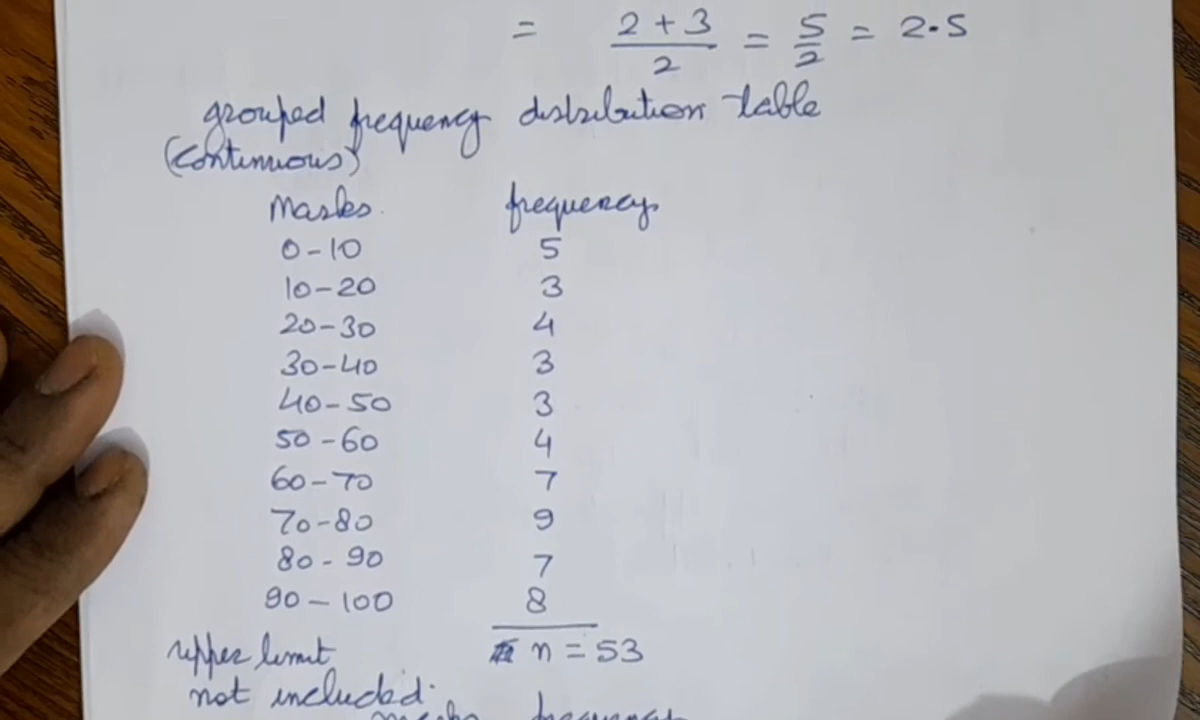 = 2 + 3 / 2 = 5 / 2 = 2.5
grouped frequency distribution table
(Continuous)
Marks frequency
0-10 5
10-20 3
20-30 4
30-40 3
40-50 3
50-60 4
60-70 7
70-80 9
80-90 7
90-100 8
upper limit n = 53
not included.
marks frequency